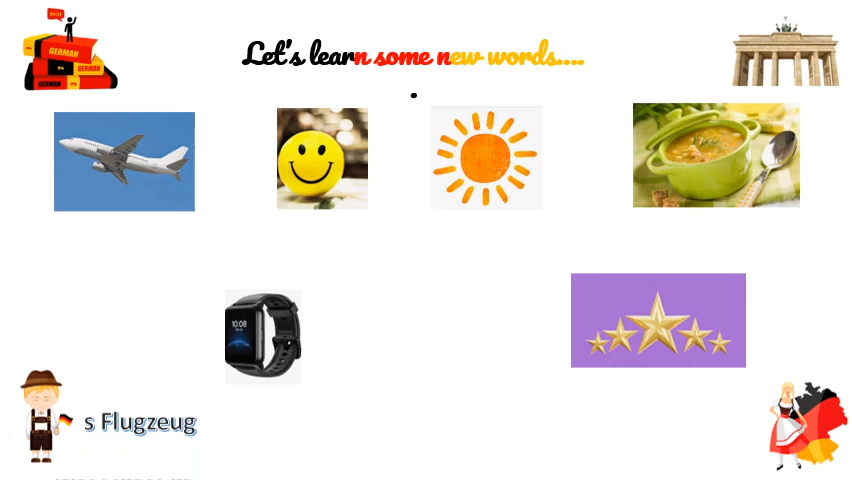 Let's learn some new words....
GERMAN
GERMAN
GERMAN
10:08
s Flugzeug